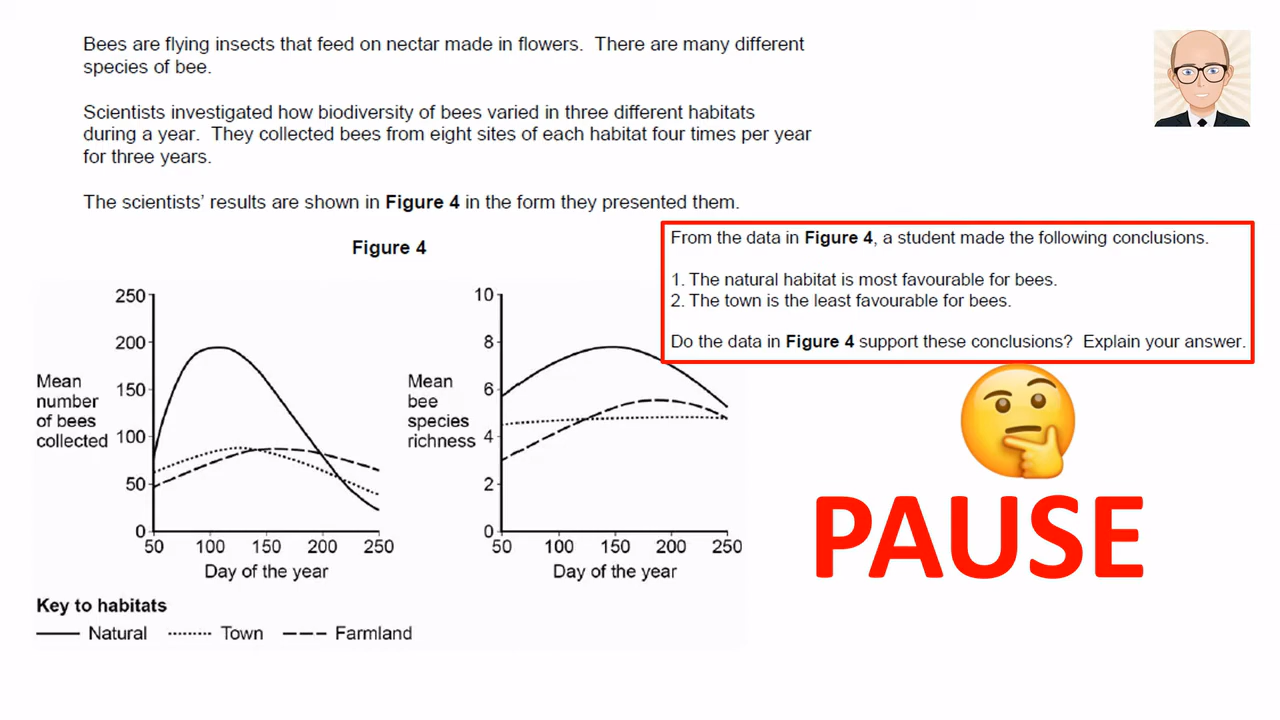 Bees are flying insects that feed on nectar made in flowers.  There are many different
species of bee.
Scientists investigated how biodiversity of bees varied in three different habitats
during a year.  They collected bees from eight sites of each habitat four times per year
for three years.
The scientists’ results are shown in Figure 4 in the form they presented them.
From the data in Figure 4, a student made the following conclusions.
1. The natural habitat is most favourable for bees.
2. The town is the least favourable for bees.
Do the data in Figure 4 support these conclusions?  Explain your answer.
Figure 4
Mean
number
of bees
collected
250
200
150
100
50
0
50 100 150 200 250
Day of the year
Mean
bee
species
richness
10
8
6
4
2
0
50 100 150 200 250
Day of the year
Key to habitats
Natural Town Farmland
PAUSE